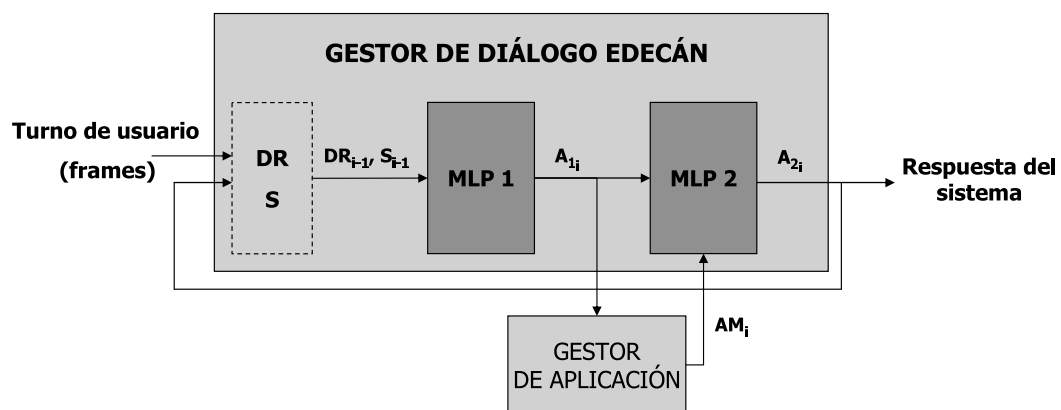 GESTOR DE DIÁLOGO EDECÁN
Turno de usuario
(frames)
DR
S
DRi-1, Si-1
MLP 1
A1i
MLP 2
A2i
Respuesta del
sistema
AMi
GESTOR
DE APLICACIÓN